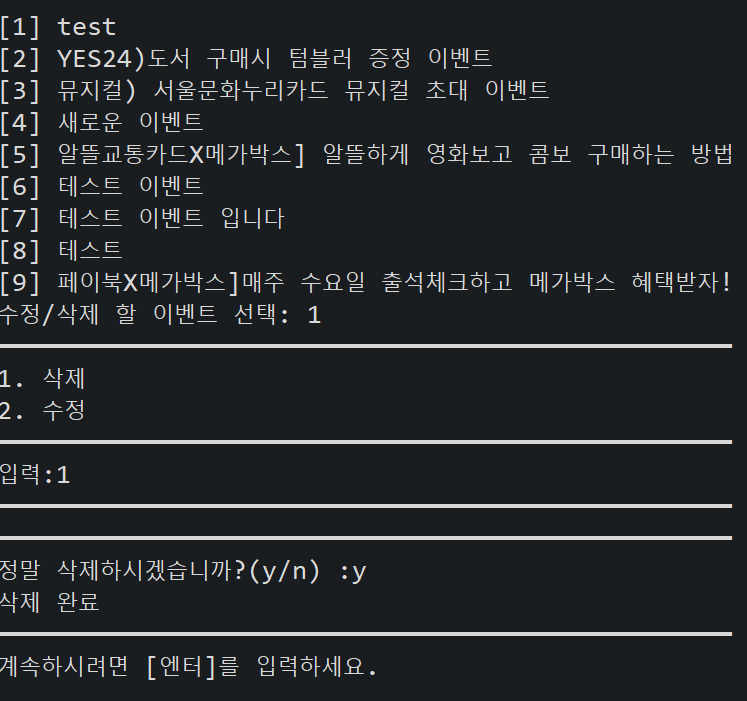 [1] test
[2] YES24)도서 구매시 텀블러 증정 이벤트
[3] 뮤지컬) 서울문화누리카드 뮤지컬 초대 이벤트
[4] 새로운 이벤트
[5] 알뜰교통카드X메가박스] 알뜰하게 영화보고 콤보 구매하는 방법
[6] 테스트 이벤트
[7] 테스트 이벤트 입니다
[8] 테스트
[9] 페이북X메가박스]매주 수요일 출석체크하고 메가박스 혜택받자!
수정/삭제 할 이벤트 선택: 1
1. 삭제
2. 수정
입력:1
정말 삭제하시겠습니까?(y/n) :y
삭제 완료
계속하시려면 [엔터]를 입력하세요.